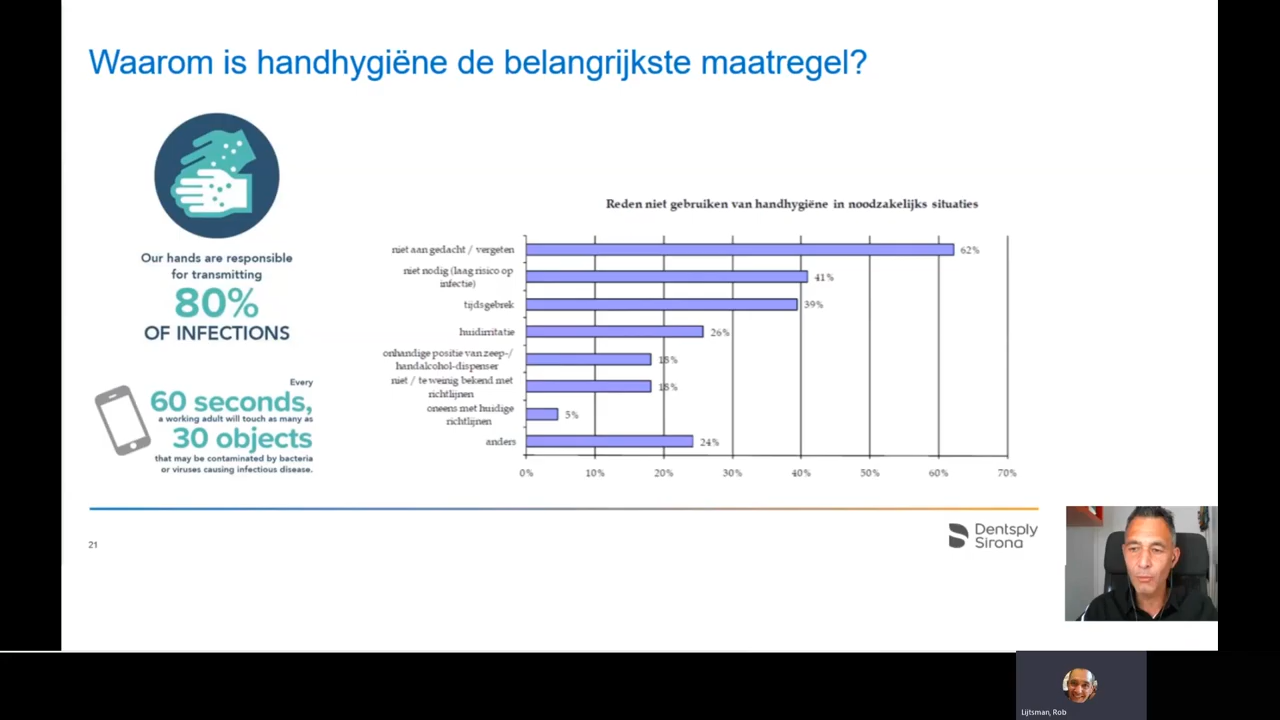 Waarom is handhygiëne de belangrijkste maatregel?
Our hands are responsible
for transmitting
80%
OF INFECTIONS
Every
60 seconds,
a working adult will touch as many as
30 objects
that may be contaminated by bacteria
or viruses causing infectious disease.
Reden niet gebruiken van handhygiëne in noodzakelijks situaties
niet aan gedacht / vergeten
62%
niet nodig (laag risico op
infectie)
41%
tijdsgebrek
39%
huidirritatie
26%
onhandige positie van zeep-/
handalcohol-dispenser
18%
niet / te weinig bekend met
richtlijnen
18%
oneens met huidige
richtlijnen
5%
anders
24%
0% 10% 20% 30% 40% 50% 60% 70%
21
Dentsply
Sirona
Lijtsman, Rob